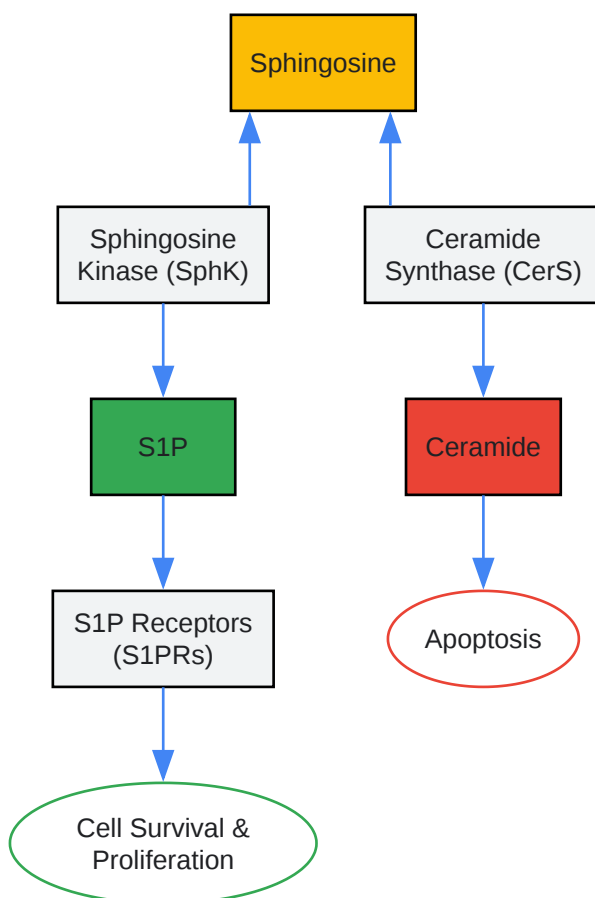 Sphingosine
Sphingosine
Kinase (SphK)
Ceramide
Synthase (CerS)
S1P
Ceramide
S1P Receptors
(S1PRs)
Apoptosis
Cell Survival &
Proliferation